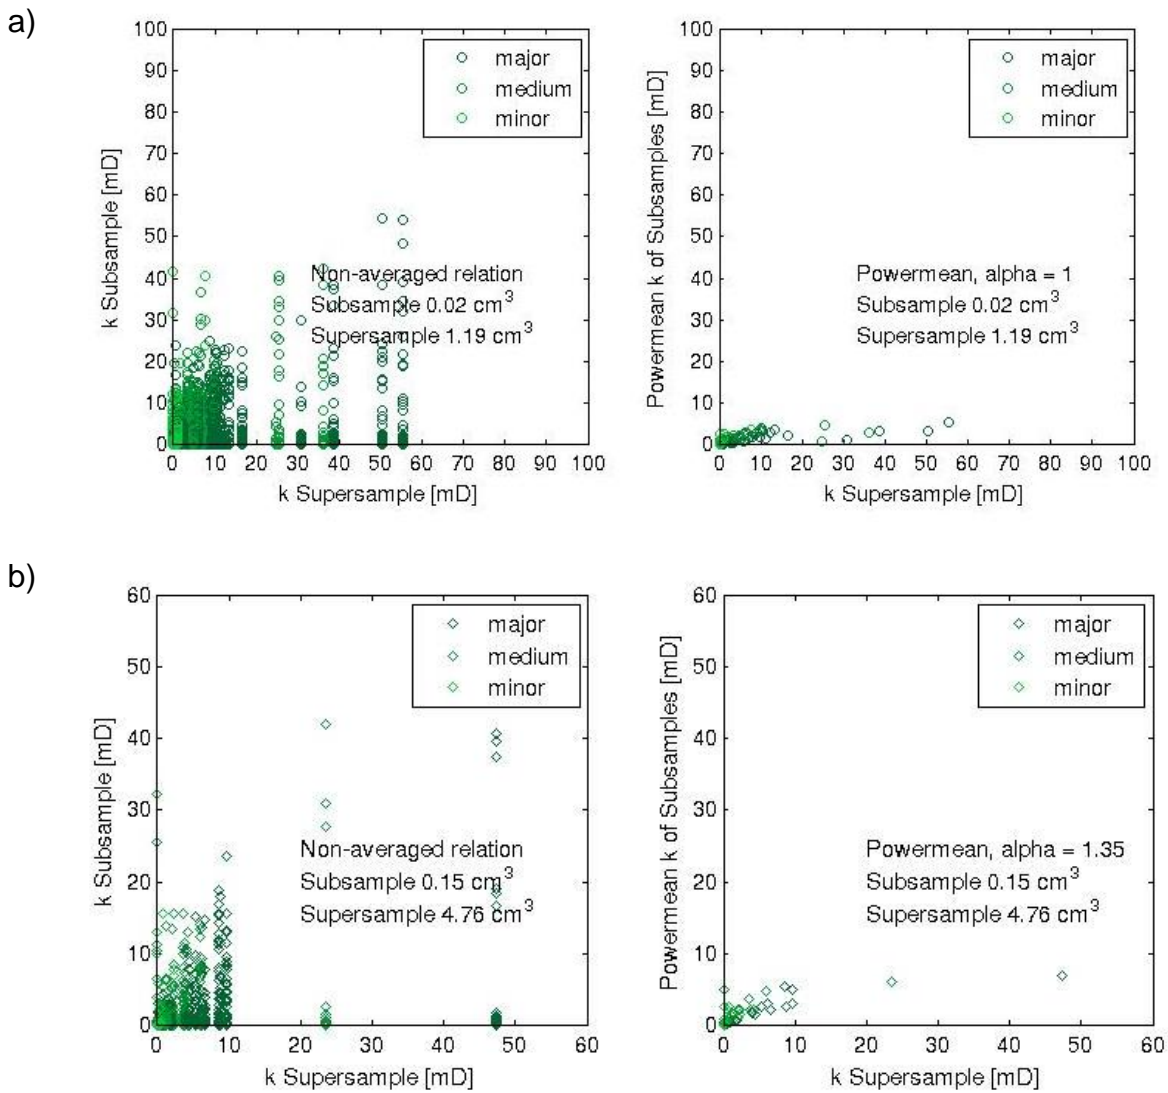 a)
100
90
80
70
60
50
40
30
20
10
0
k Subsample [mD]
major
medium
minor
Non-averaged relation
Subsample 0.02 cm³
Supersample 1.19 cm³
0 10 20 30 40 50 60 70 80 90 100
k Supersample [mD]
100
90
80
70
60
50
40
30
20
10
0
Powermean k of Subsamples [mD]
major
medium
minor
Powermean, alpha = 1
Subsample 0.02 cm³
Supersample 1.19 cm³
0 10 20 30 40 50 60 70 80 90 100
k Supersample [mD]
b)
60
50
40
30
20
10
0
k Subsample [mD]
major
medium
minor
Non-averaged relation
Subsample 0.15 cm³
Supersample 4.76 cm³
0 10 20 30 40 50 60
k Supersample [mD]
60
50
40
30
20
10
0
Powermean k of Subsamples [mD]
major
medium
minor
Powermean, alpha = 1.35
Subsample 0.15 cm³
Supersample 4.76 cm³
0 10 20 30 40 50 60
k Supersample [mD]